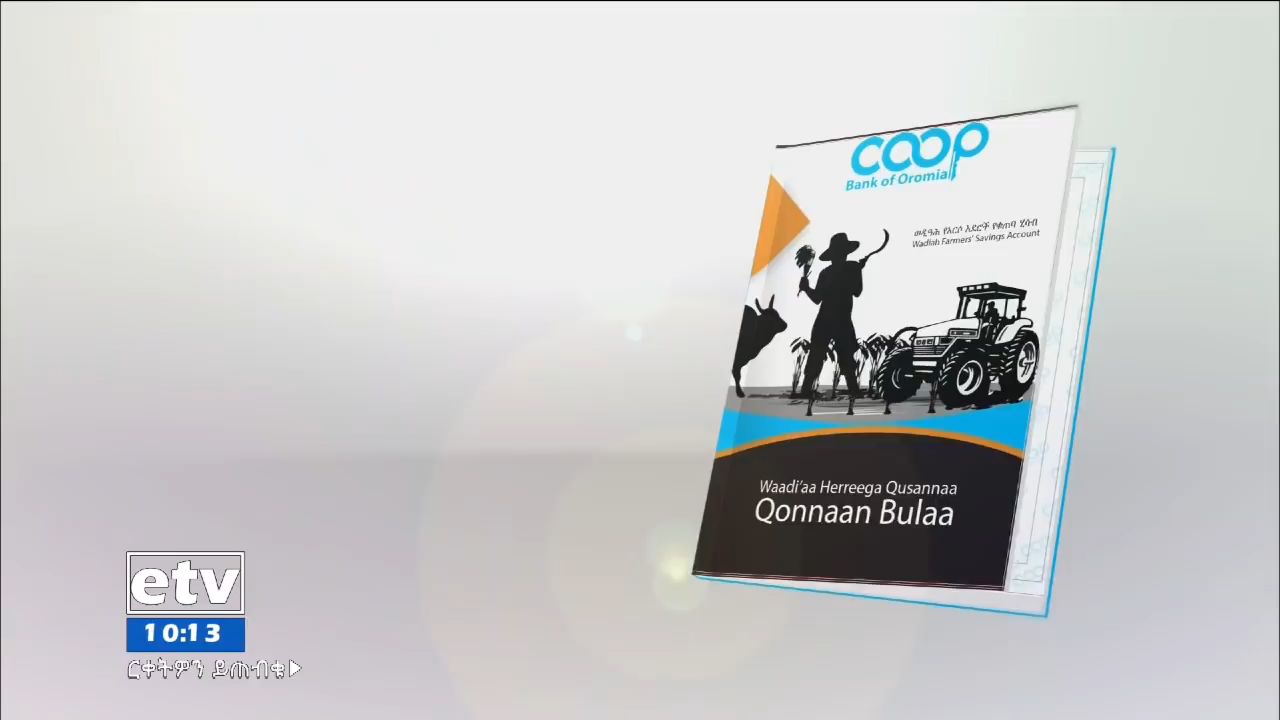 COOP
Bank of Oromia
ወዲዓሕ የአርሶ አደሮች የቁጠባ ሂሳብ
Wadiah Farmers' Savings Account
Waadi'aa Herreega Qusannaa
Qonnaan Bulaa
etv
10:13
ርቀትዎን ይጠብቁ